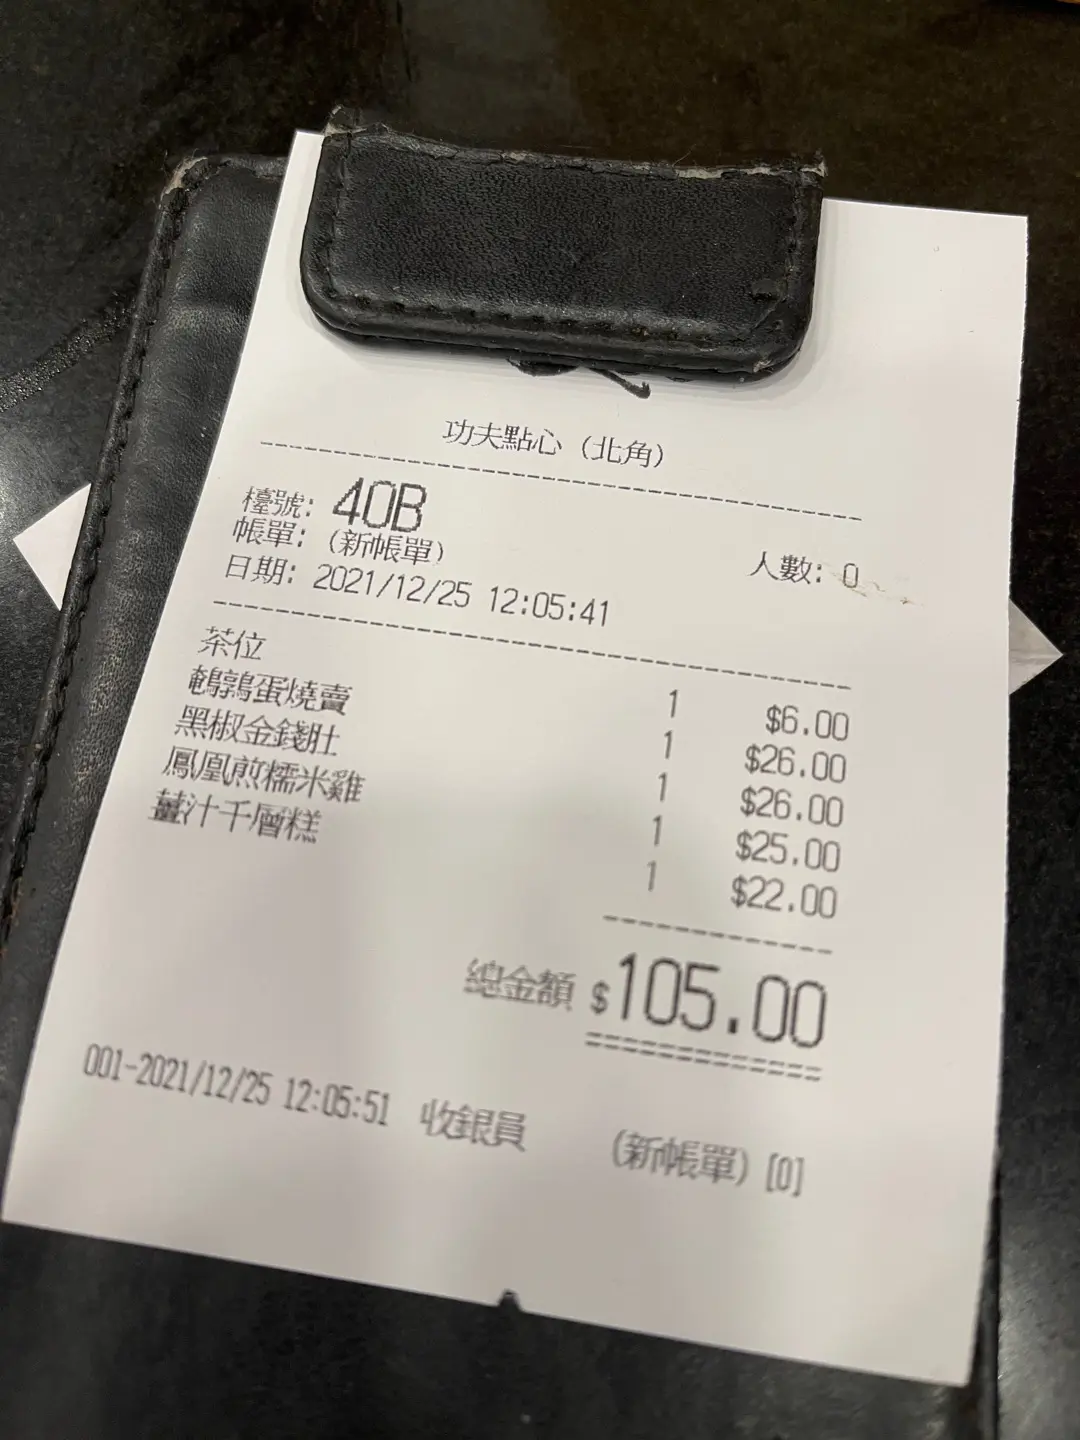 功夫點心 (北角)
檯號: 40B
帳單: (新帳單) 人數: 0
日期: 2021/12/25 12:05:41
茶位 1 $6.00
鵪鶉蛋燒賣 1 $26.00
黑椒金錢肚 1 $26.00
鳳凰煎糯米雞 1 $25.00
薑汁千層糕 1 $22.00
總金額 $105.00
001-2021/12/25 12:05:51 收銀員 (新帳單) [0]